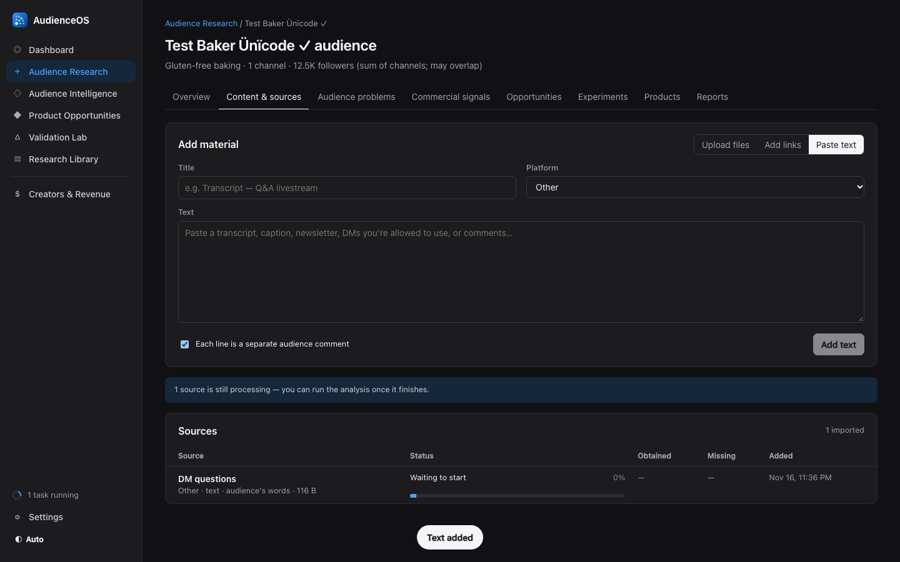 AudienceOS
Dashboard
Audience Research
Audience Intelligence
Product Opportunities
Validation Lab
Research Library
$ Creators & Revenue
1 task running
Settings
Auto
Audience Research / Test Baker Ünïcode ✓
Test Baker Ünïcode ✓ audience
Gluten-free baking · 1 channel · 12.5K followers (sum of channels; may overlap)
Overview Content & sources Audience problems Commercial signals Opportunities Experiments Products Reports
Add material
Upload files Add links Paste text
Title Platform
e.g. Transcript — Q&A livestream Other
Text
Paste a transcript, caption, newsletter, DMs you're allowed to use, or comments...
Each line is a separate audience comment Add text
1 source is still processing — you can run the analysis once it finishes.
Sources 1 imported
Source Status Obtained Missing Added
DM questions Waiting to start 0% — — Nov 16, 11:36 PM
Other · text · audience's words · 116 B
Text added